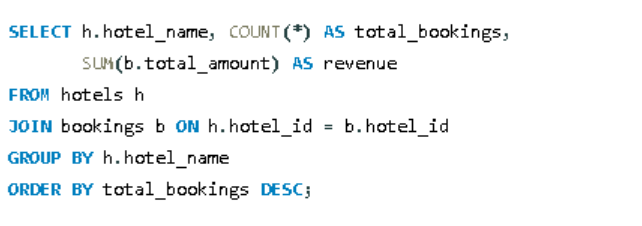 SELECT h.hotel_name, COUNT(*) AS total_bookings,
SUM(b.total_amount) AS revenue
FROM hotels h
JOIN bookings b ON h.hotel_id = b.hotel_id
GROUP BY h.hotel_name
ORDER BY total_bookings DESC;